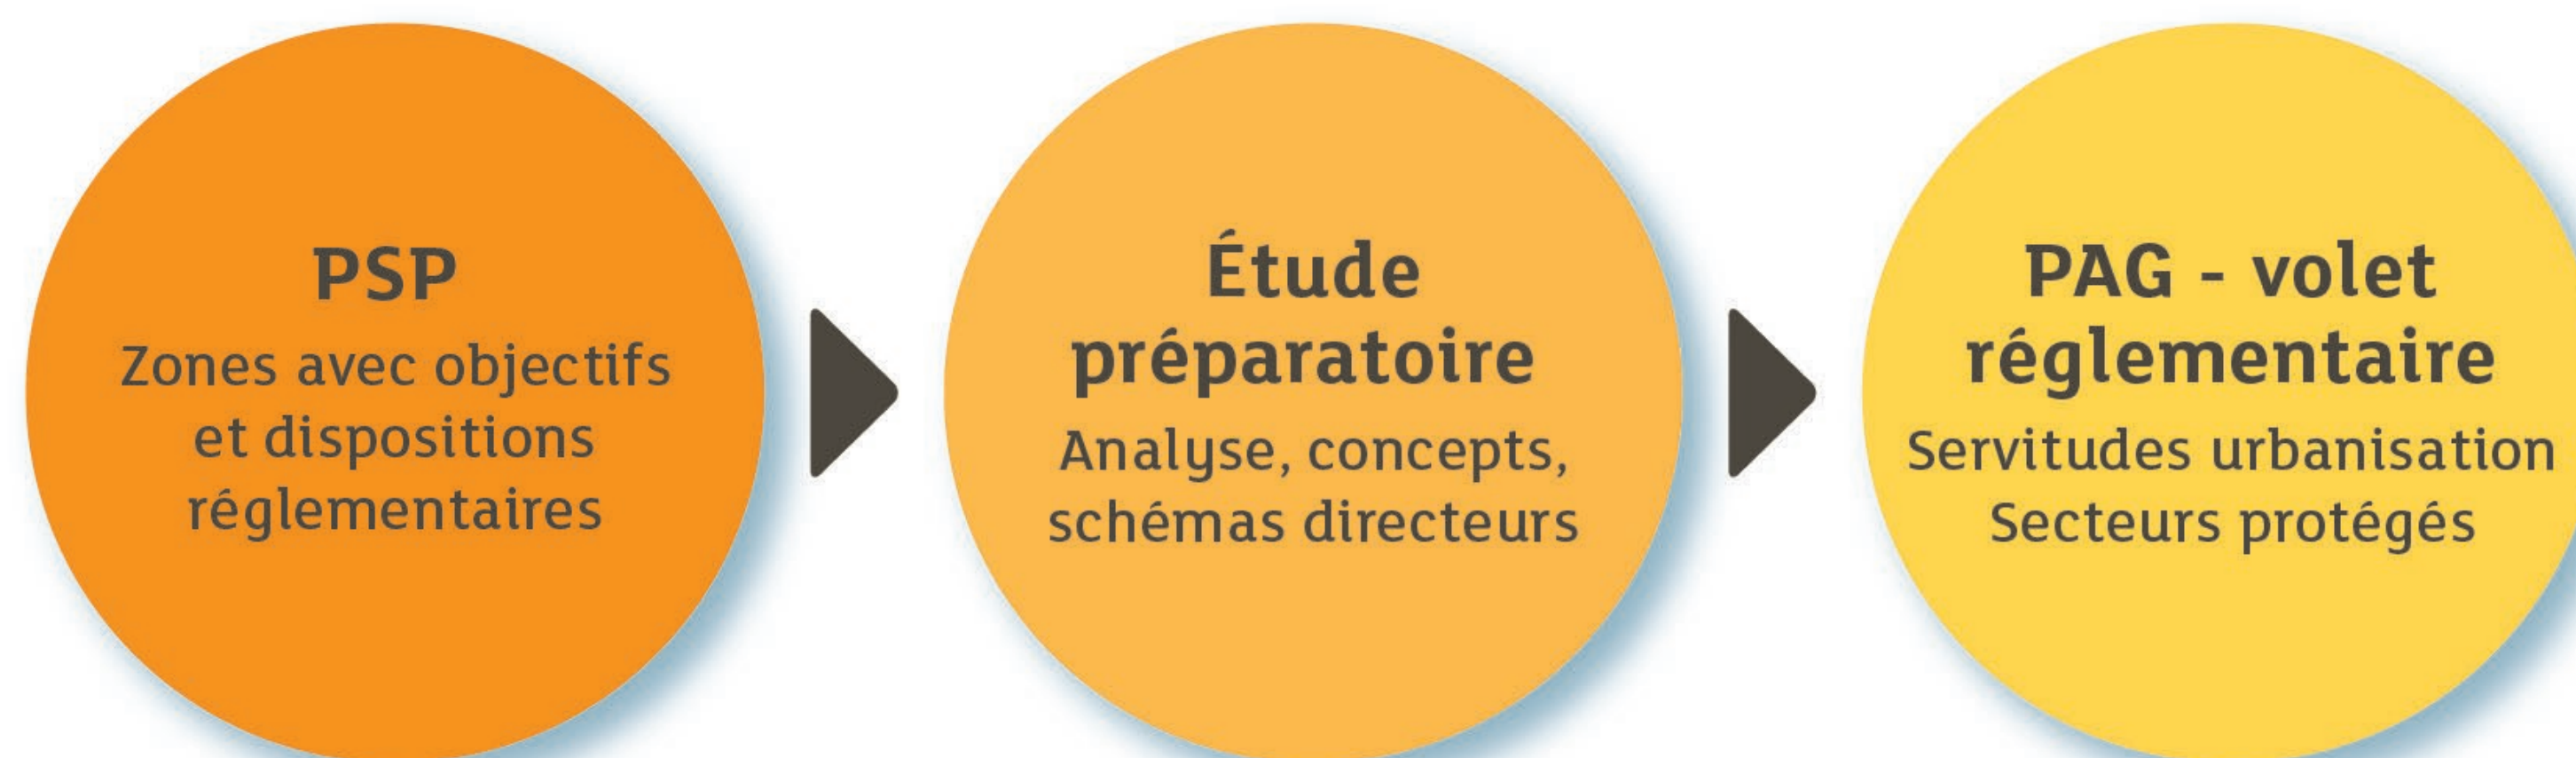 PSP
Zones avec objectifs
et dispositions
réglementaires
Étude
préparatoire
Analyse, concepts,
schémas directeurs
PAG - volet
réglementaire
Servitudes urbanisation
Secteurs protégés